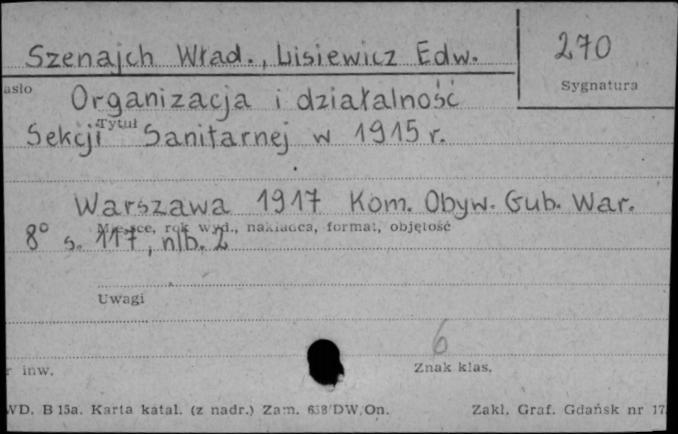 Szenajch Wład., Lisiewicz Edw.
270
Sygnatura
asło
Organizacja i działalność
Tytuł
Sekcji Sanitarnej w 1915 r.
Warszawa 1917 Kom. Obyw. Gub. War.
Miejsce, rok wyd., nakładca, format, objętość
8° s. 117, nlb. 2
Uwagi
6
r inw.
Znak klas.
WD. B 15a. Karta katal. (z nadr.) Zam. 638/DW.On.
Zakl. Graf. Gdańsk nr 17